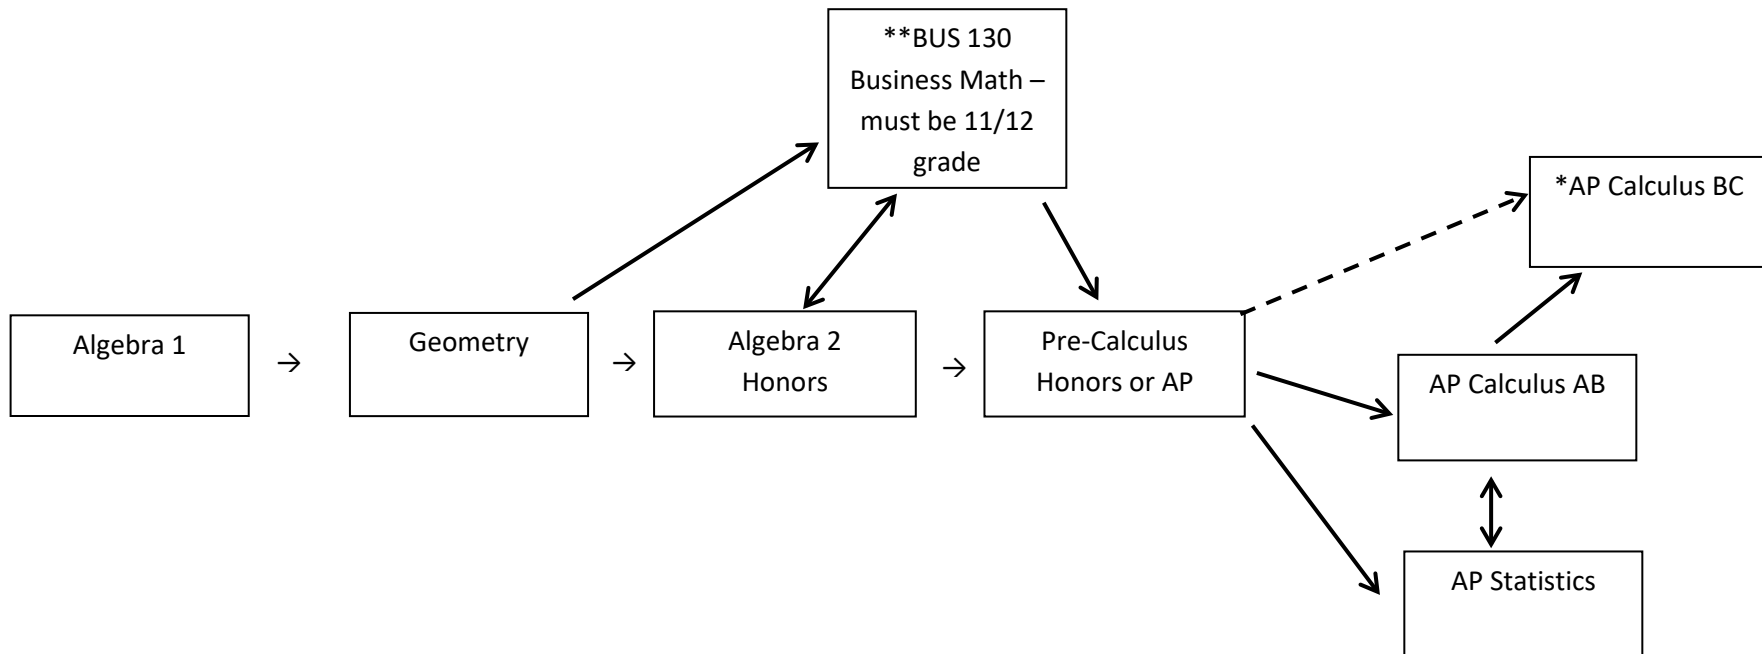 **BUS 130
Business Math –
must be 11/12
grade
*AP Calculus BC
Algebra 1
→
Geometry
→
Algebra 2
Honors
→
Pre-Calculus
Honors or AP
AP Calculus AB
AP Statistics